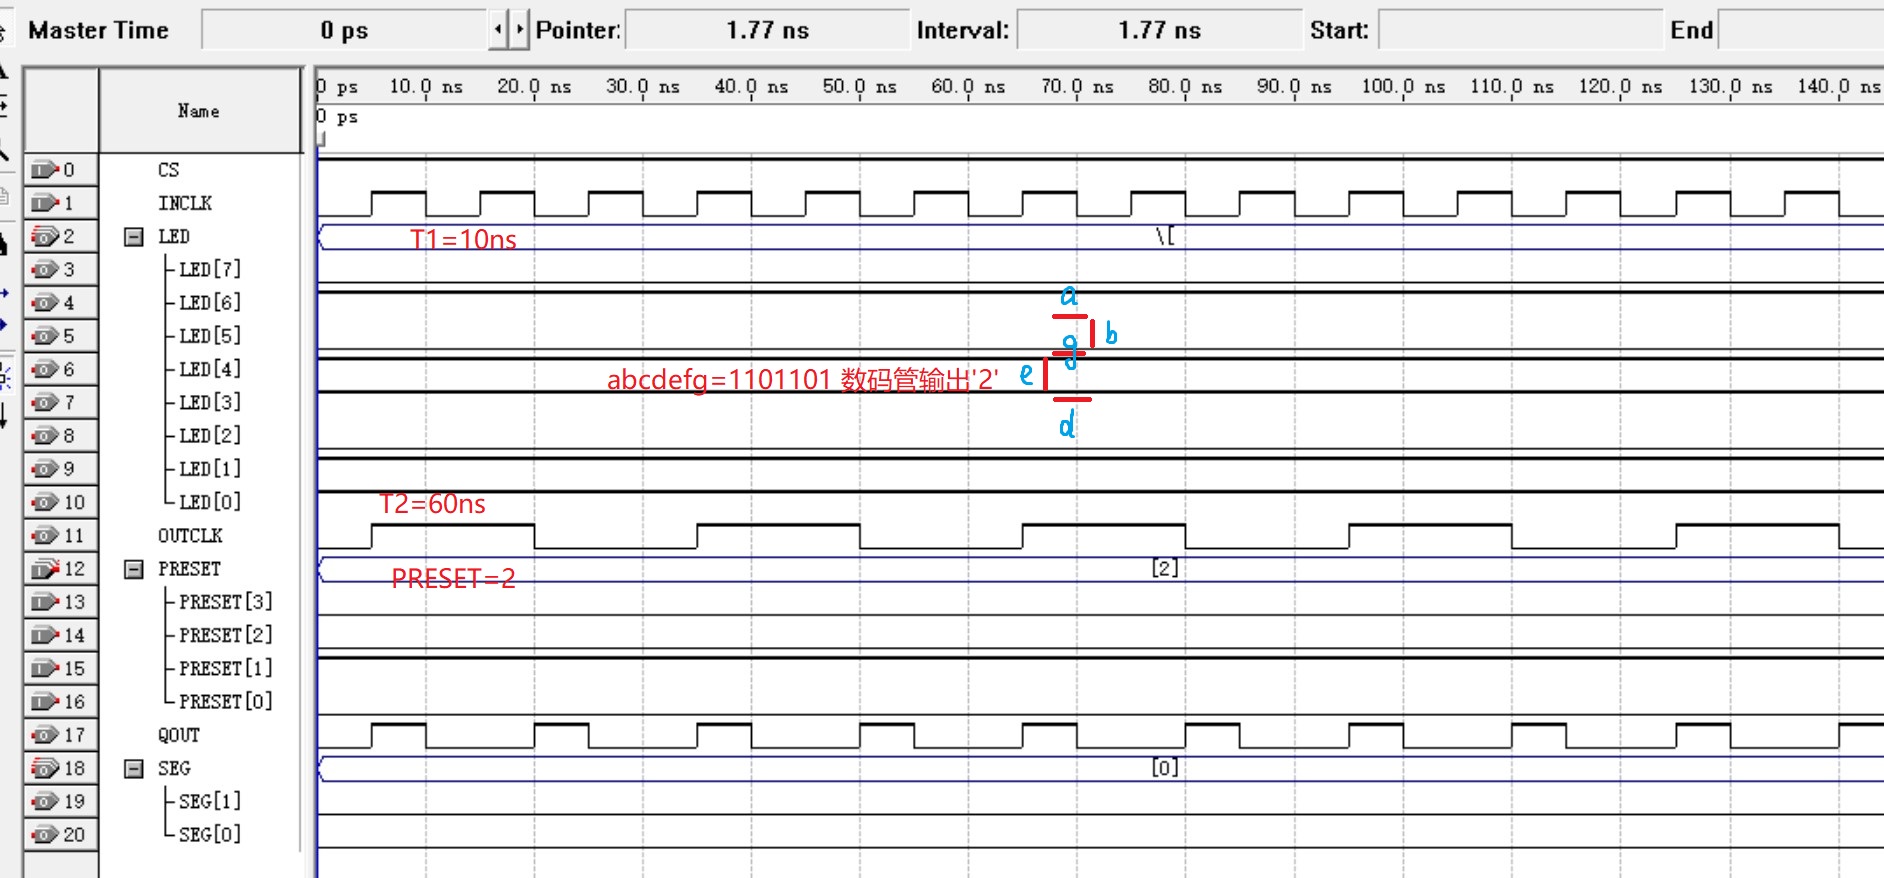 Master Time 0 ps Pointer: 1.77 ns Interval: 1.77 ns Start: End
Name
0 ps 10.0 ns 20.0 ns 30.0 ns 40.0 ns 50.0 ns 60.0 ns 70.0 ns 80.0 ns 90.0 ns 100.0 ns 110.0 ns 120.0 ns 130.0 ns 140.0 ns
0 ps
0 CS
1 INCLK
2 LED T1=10ns \[
3 LED[7]
4 LED[6] a
5 LED[5] b
g
6 LED[4] abcdefg=1101101 数码管输出'2' e
7 LED[3]
8 LED[2] d
9 LED[1]
10 LED[0] T2=60ns
11 OUTCLK
12 PRESET PRESET=2 [2]
13 PRESET[3]
14 PRESET[2]
15 PRESET[1]
16 PRESET[0]
17 QOUT
18 SEG [0]
19 SEG[1]
20 SEG[0]